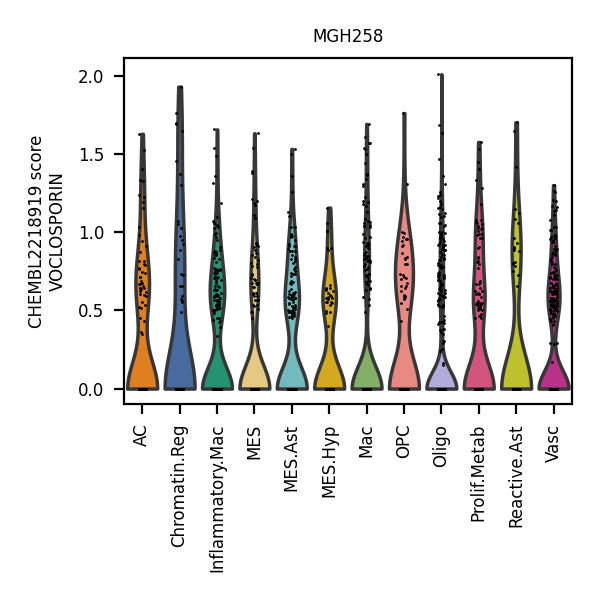 MGH258
CHEMBL2218919 score
VOCLOSPORIN
2.0
1.5
1.0
0.5
0.0
AC
Chromatin.Reg
Inflammatory.Mac
MES
MES.Ast
MES.Hyp
Mac
OPC
Oligo
Prolif.Metab
Reactive.Ast
Vasc